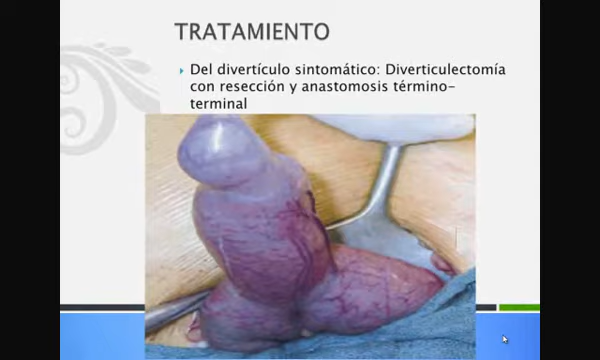 TRATAMIENTO
Del divertículo sintomático: Diverticulectomía
con resección y anastomosis término-
terminal